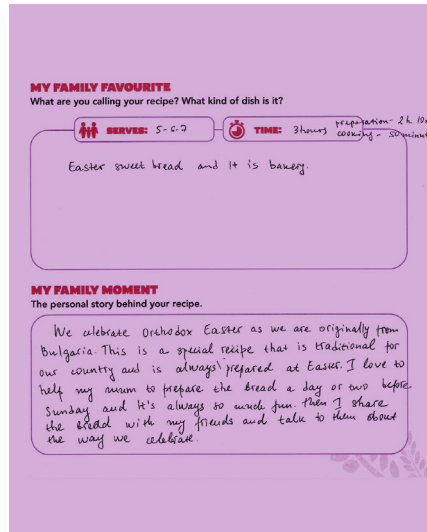 MY FAMILY FAVOURITE
What are you calling your recipe? What kind of dish is it?
SERVES: 5-6-7
TIME: 3 hours preparation - 2 h 10
cooking - 50 minut
Easter sweet bread and It is bakery.
MY FAMILY MOMENT
The personal story behind your recipe.
We celebrate Orthodox Easter as we are originally from
Bulgaria. This is a special recipe that is traditional for
our country and is always prepared at Easter. I love to
help my mum to prepare the bread a day or two before
Sunday and it's always so much fun. Then I share
the bread with my friends and talk to them about
the way we celebrate.